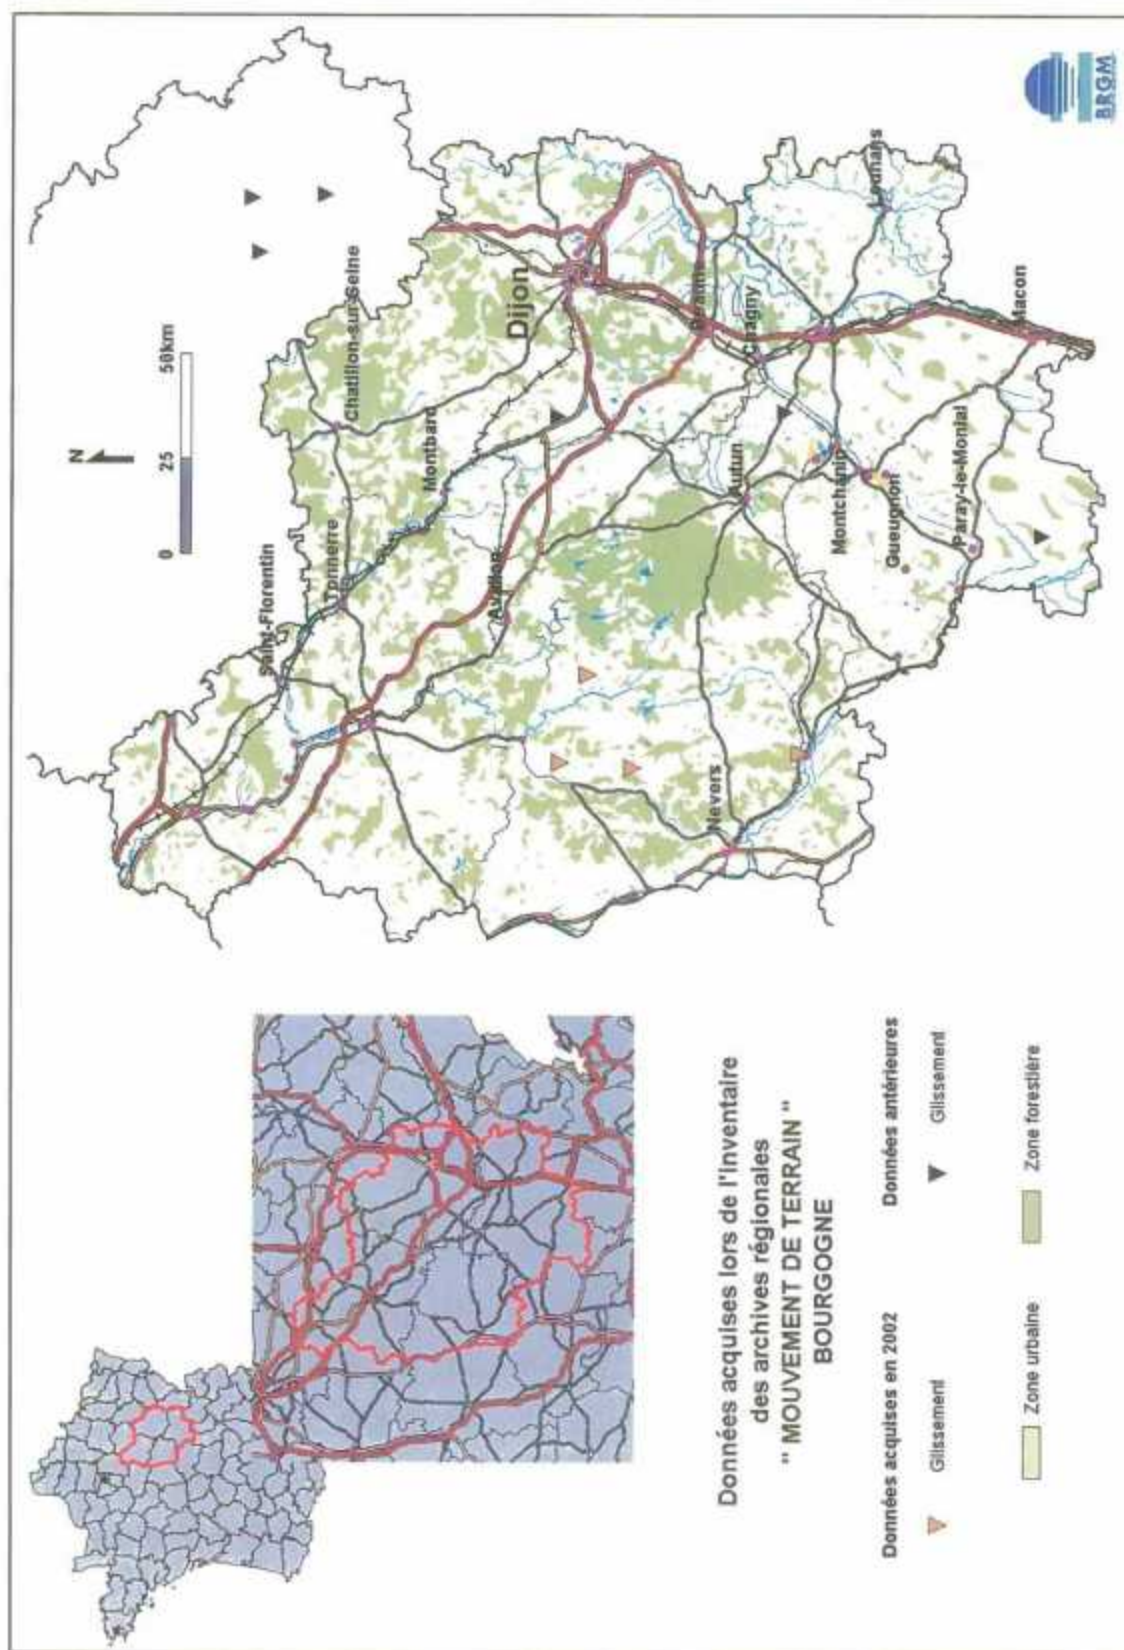 Données acquises lors de l'inventaire
des archives régionales
" MOUVEMENT DE TERRAIN "
BOURGOGNE
Données acquises en 2002
Glissement
Données antérieures
Glissement
Zone urbaine
Zone forestière
N
0
25
50km
Saint-Florentin
Tonnerre
Chatillon-sur-Seine
Montbard
Avallon
Dijon
Chagny
Nevers
Autun
Montchanin
Gueugnon
Paray-le-Monial
Louhans
Macon
BRGM